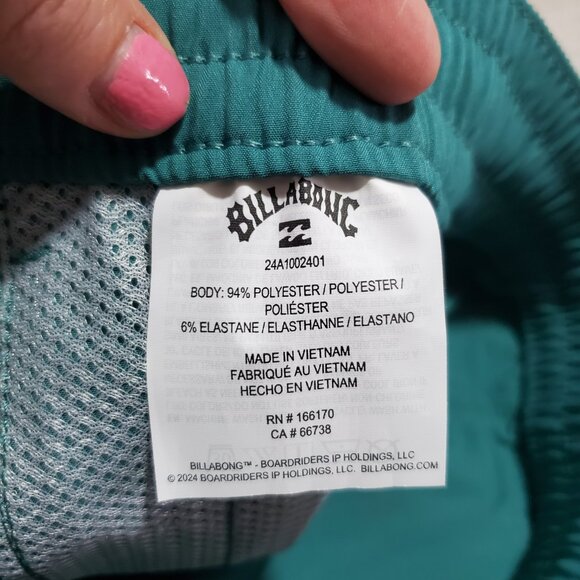 BILLABONG
24A1002401
BODY: 94% POLYESTER / POLYESTER /
POLIÉSTER
6% ELASTANE / ELASTHANNE / ELASTANO
MADE IN VIETNAM
FABRIQUÉ AU VIETNAM
HECHO EN VIETNAM
RN # 166170
CA # 66738
BILLABONG™ - BOARDRIDERS IP HOLDINGS, LLC
© 2024 BOARDRIDERS IP HOLDINGS, LLC. BILLABONG.COM